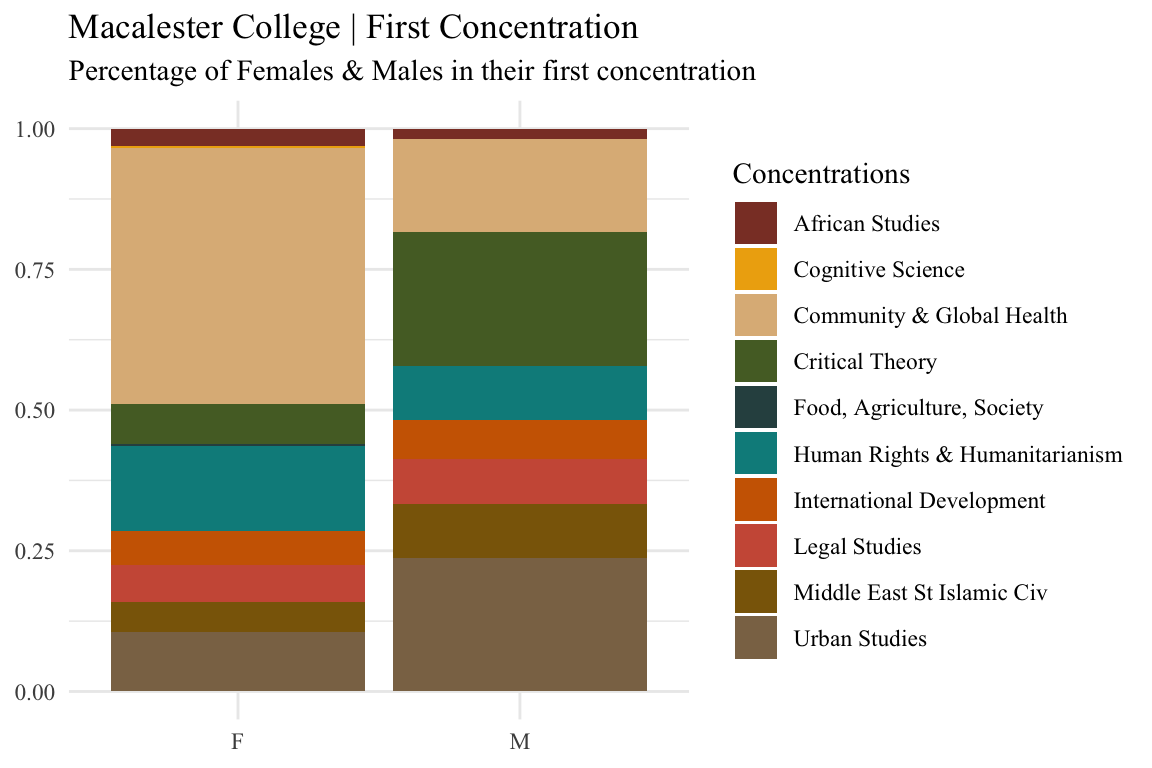 Macalester College | First Concentration
Percentage of Females & Males in their first concentration
1.00
0.75
0.50
0.25
0.00
F
M
Concentrations
African Studies
Cognitive Science
Community & Global Health
Critical Theory
Food, Agriculture, Society
Human Rights & Humanitarianism
International Development
Legal Studies
Middle East St Islamic Civ
Urban Studies